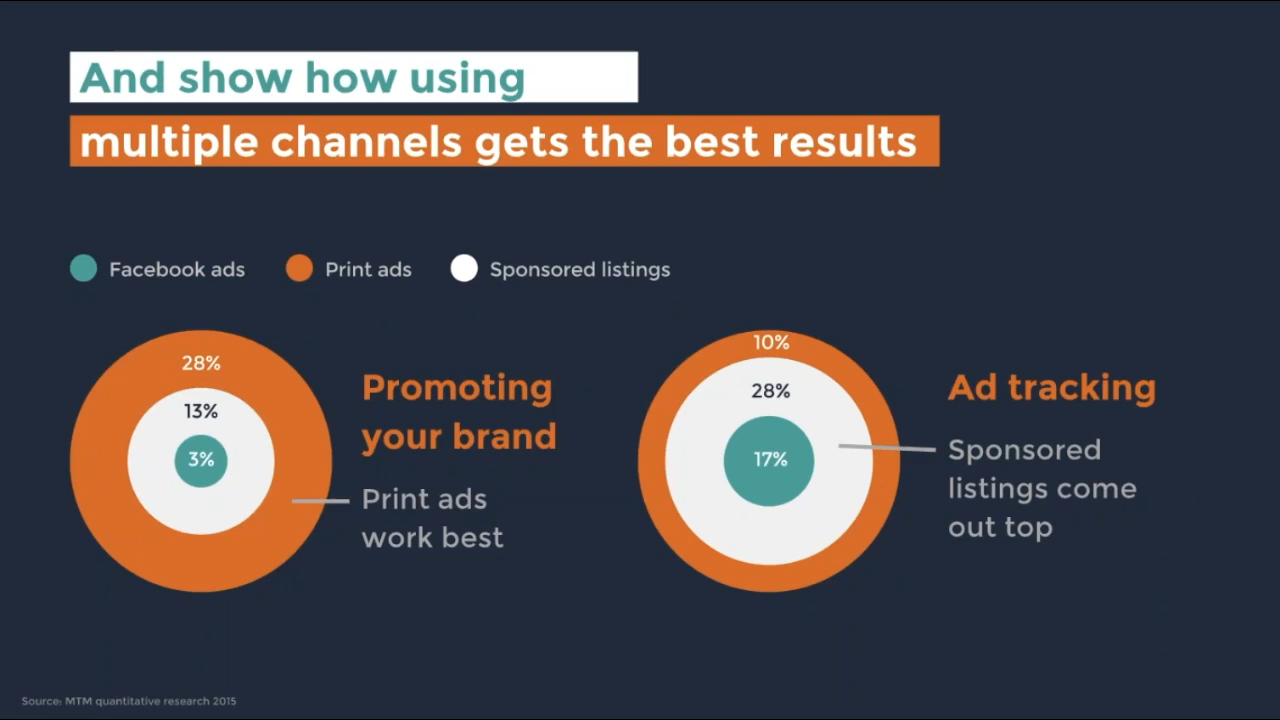 And show how using
multiple channels gets the best results
Facebook ads
Print ads
Sponsored listings
28%
13%
3%
Promoting
your brand
Print ads
work best
10%
28%
17%
Ad tracking
Sponsored
listings come
out top
Source: MTM quantitative research 2015